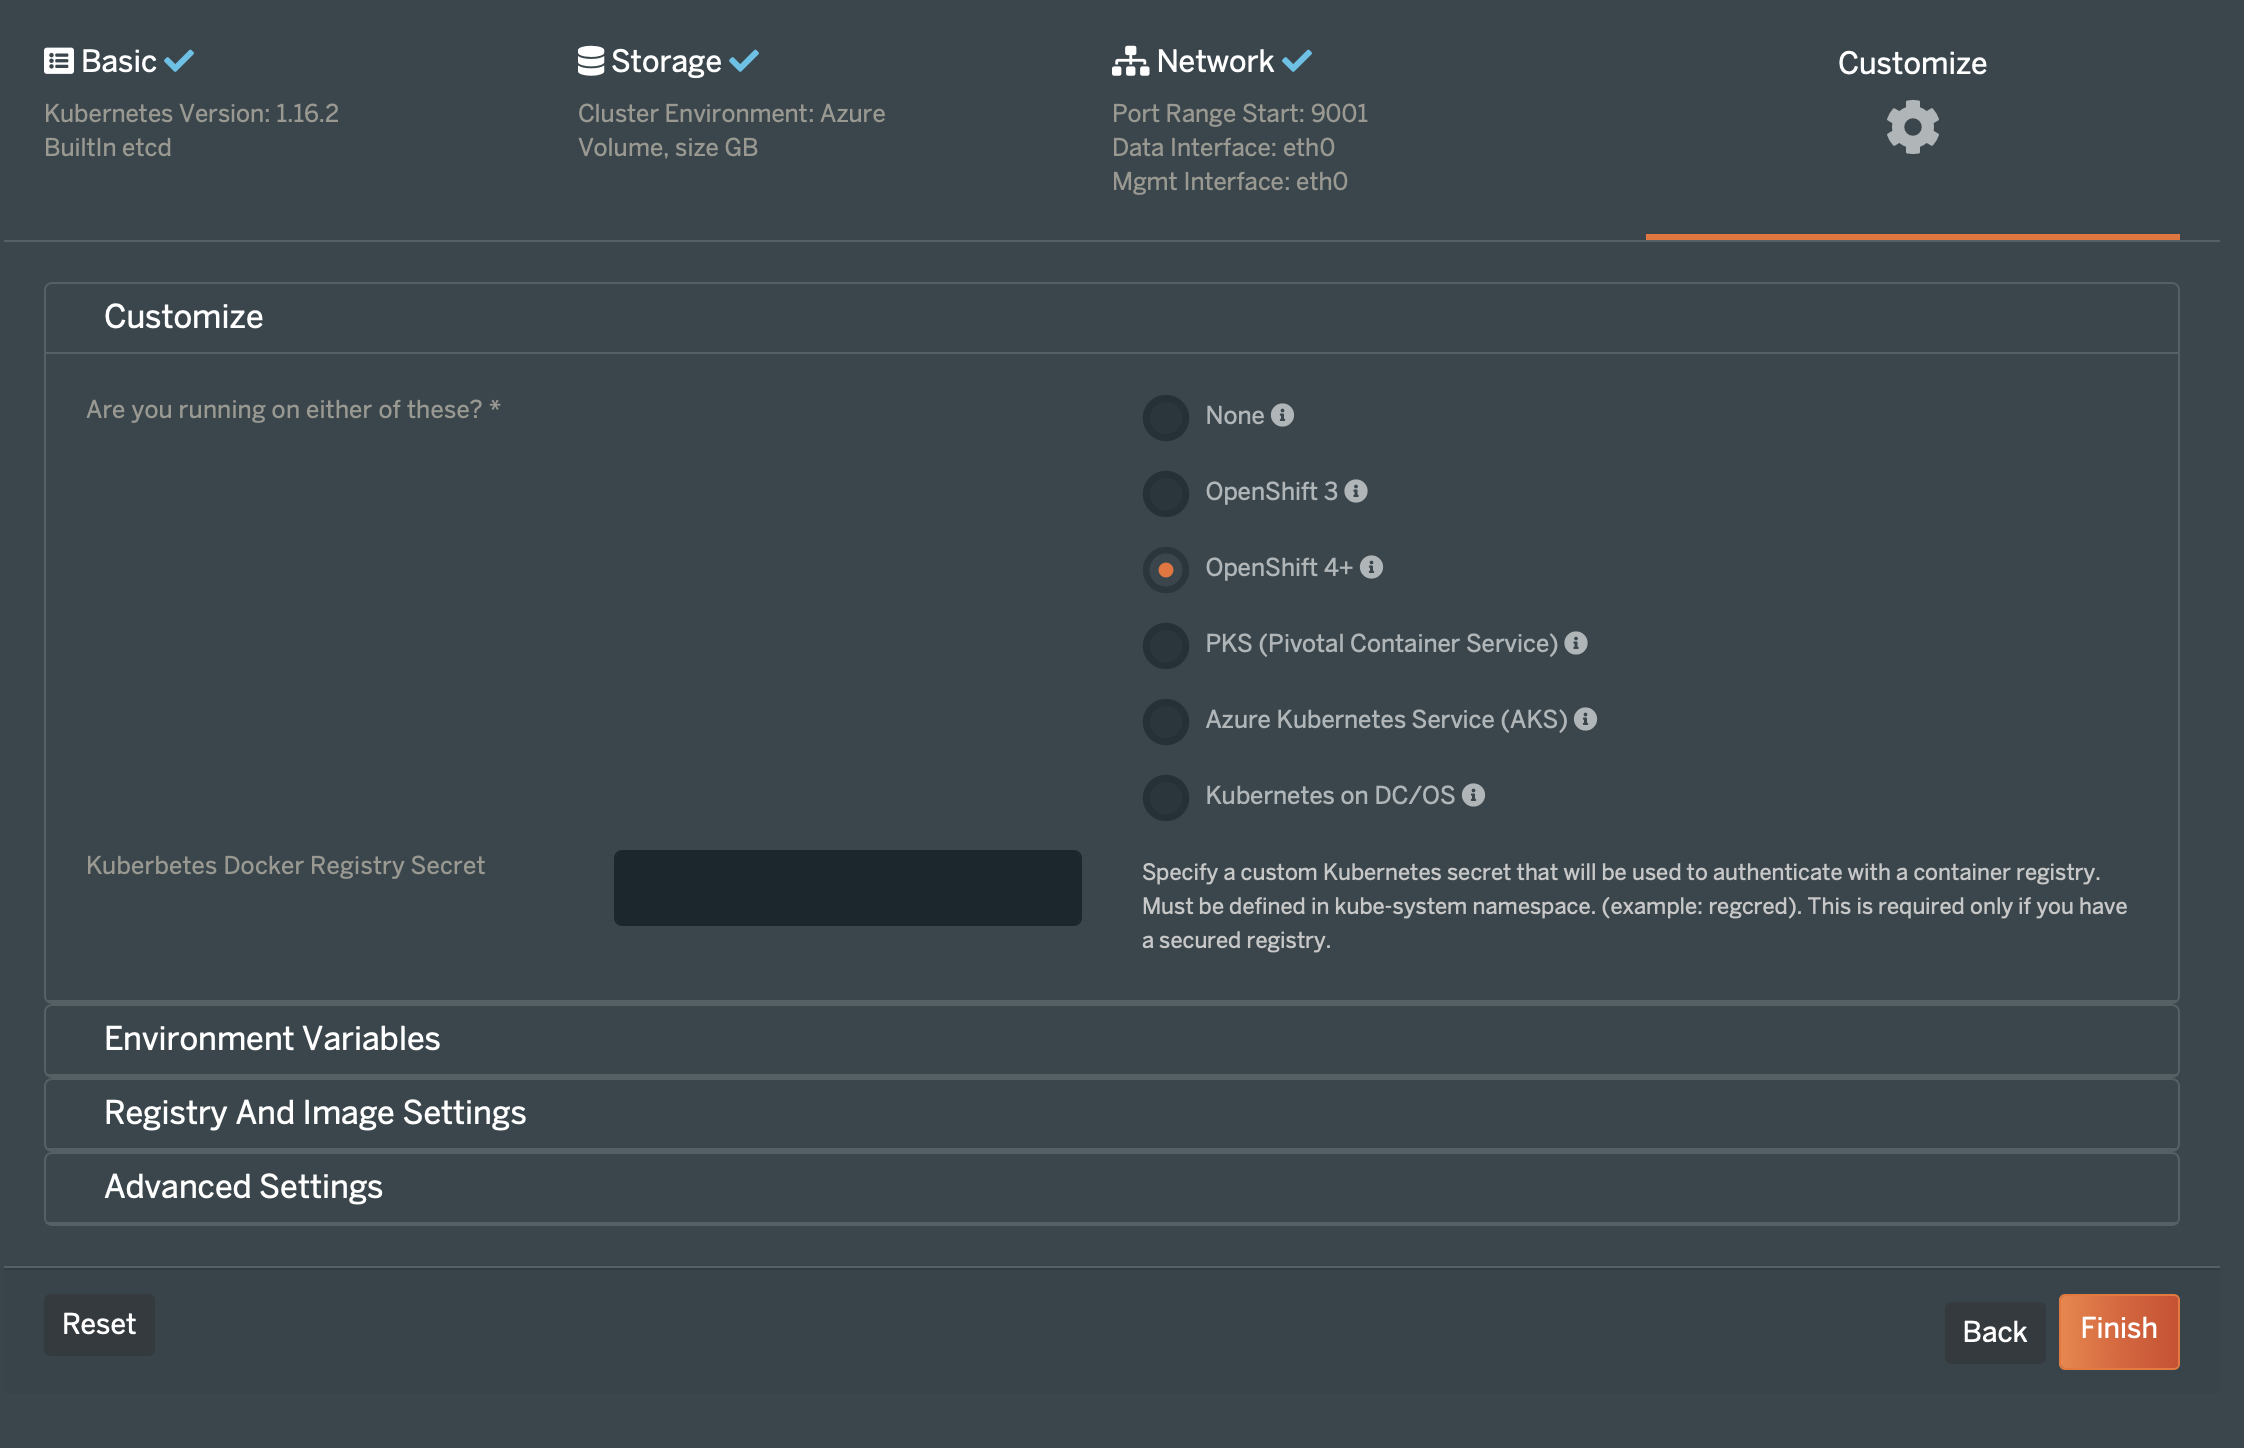 Basic
Kubernetes Version: 1.16.2
BuiltIn etcd
Storage
Cluster Environment: Azure
Volume, size GB
Network
Port Range Start: 9001
Data Interface: eth0
Mgmt Interface: eth0
Customize
Customize
Are you running on either of these? *
None
OpenShift 3
OpenShift 4+
PKS (Pivotal Container Service)
Azure Kubernetes Service (AKS)
Kubernetes on DC/OS
Kuberbetes Docker Registry Secret
Specify a custom Kubernetes secret that will be used to authenticate with a container registry.
Must be defined in kube-system namespace. (example: regcred). This is required only if you have
a secured registry.
Environment Variables
Registry And Image Settings
Advanced Settings
Reset
Back
Finish